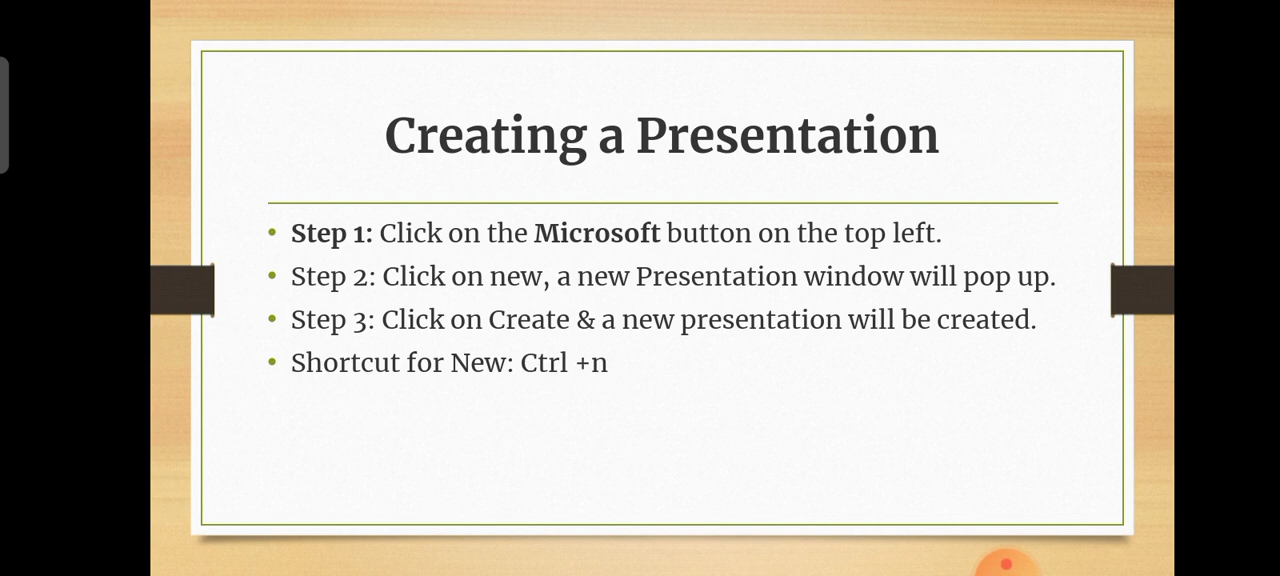 Creating a Presentation
• Step 1: Click on the Microsoft button on the top left.
• Step 2: Click on new, a new Presentation window will pop up.
• Step 3: Click on Create & a new presentation will be created.
• Shortcut for New: Ctrl +n